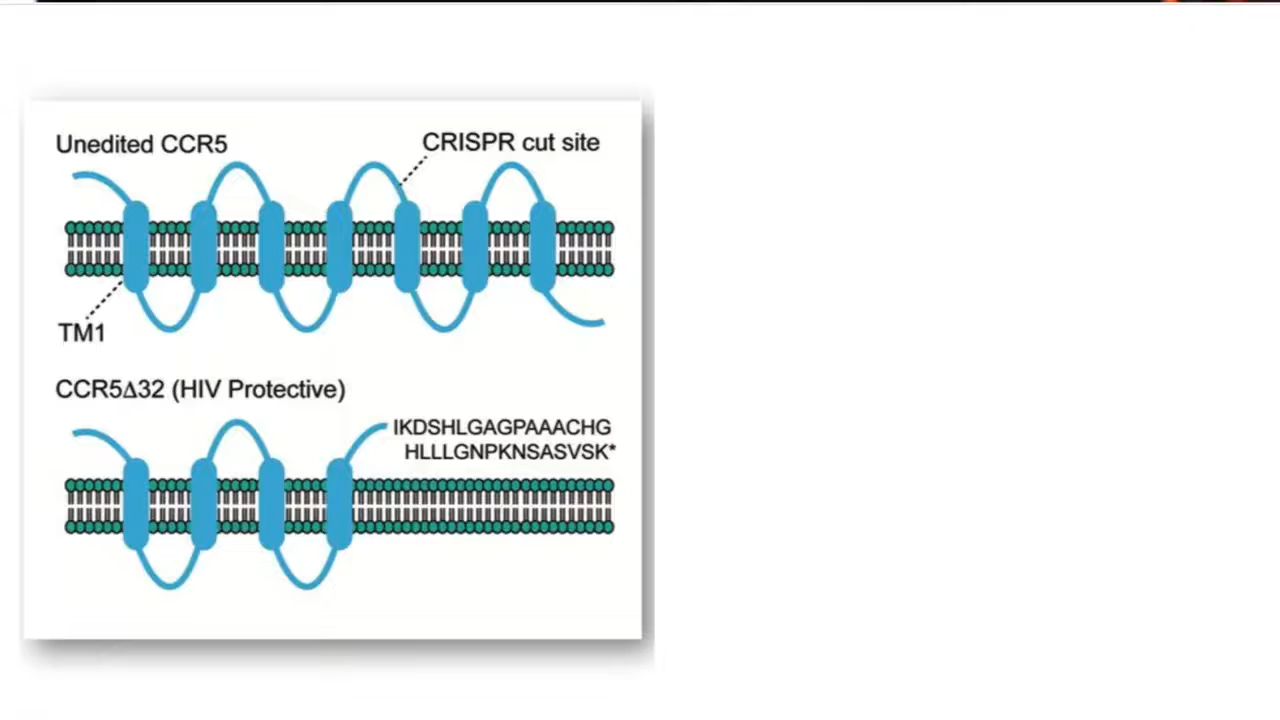 Unedited CCR5
CRISPR cut site
TM1
CCR5Δ32 (HIV Protective)
IKDSHLGAGPAAACHG
HLLLGNPKNSASVSK*